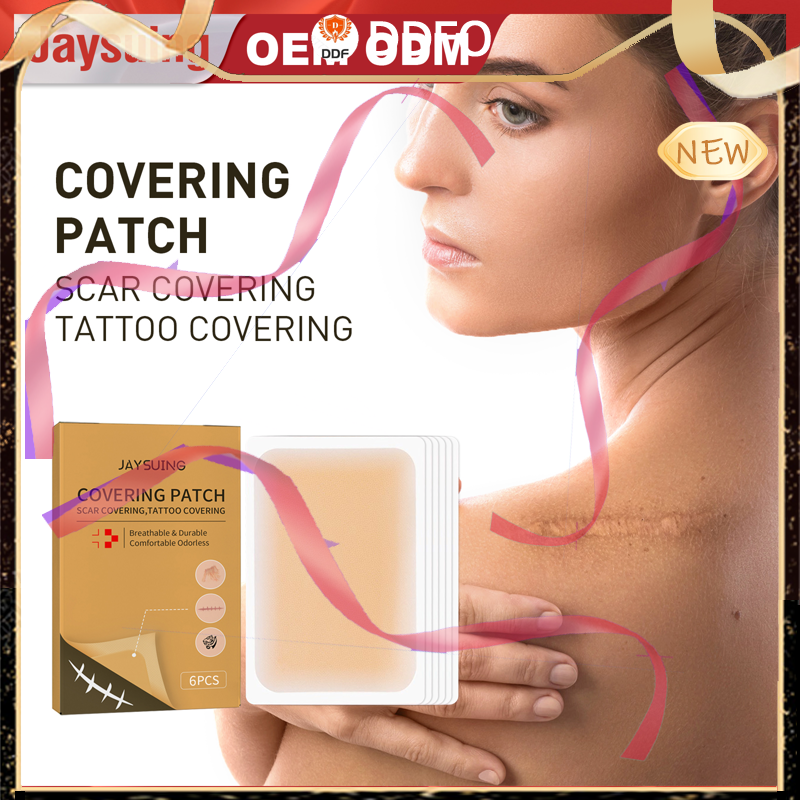 Jaysuing
OEM ODM
DDF
DDFO
NEW
COVERING
PATCH
SCAR COVERING
TATTOO COVERING
JAYSUING
COVERING PATCH
SCAR COVERING,TATTOO COVERING
Breathable & Durable
Comfortable Odorless
6PCS